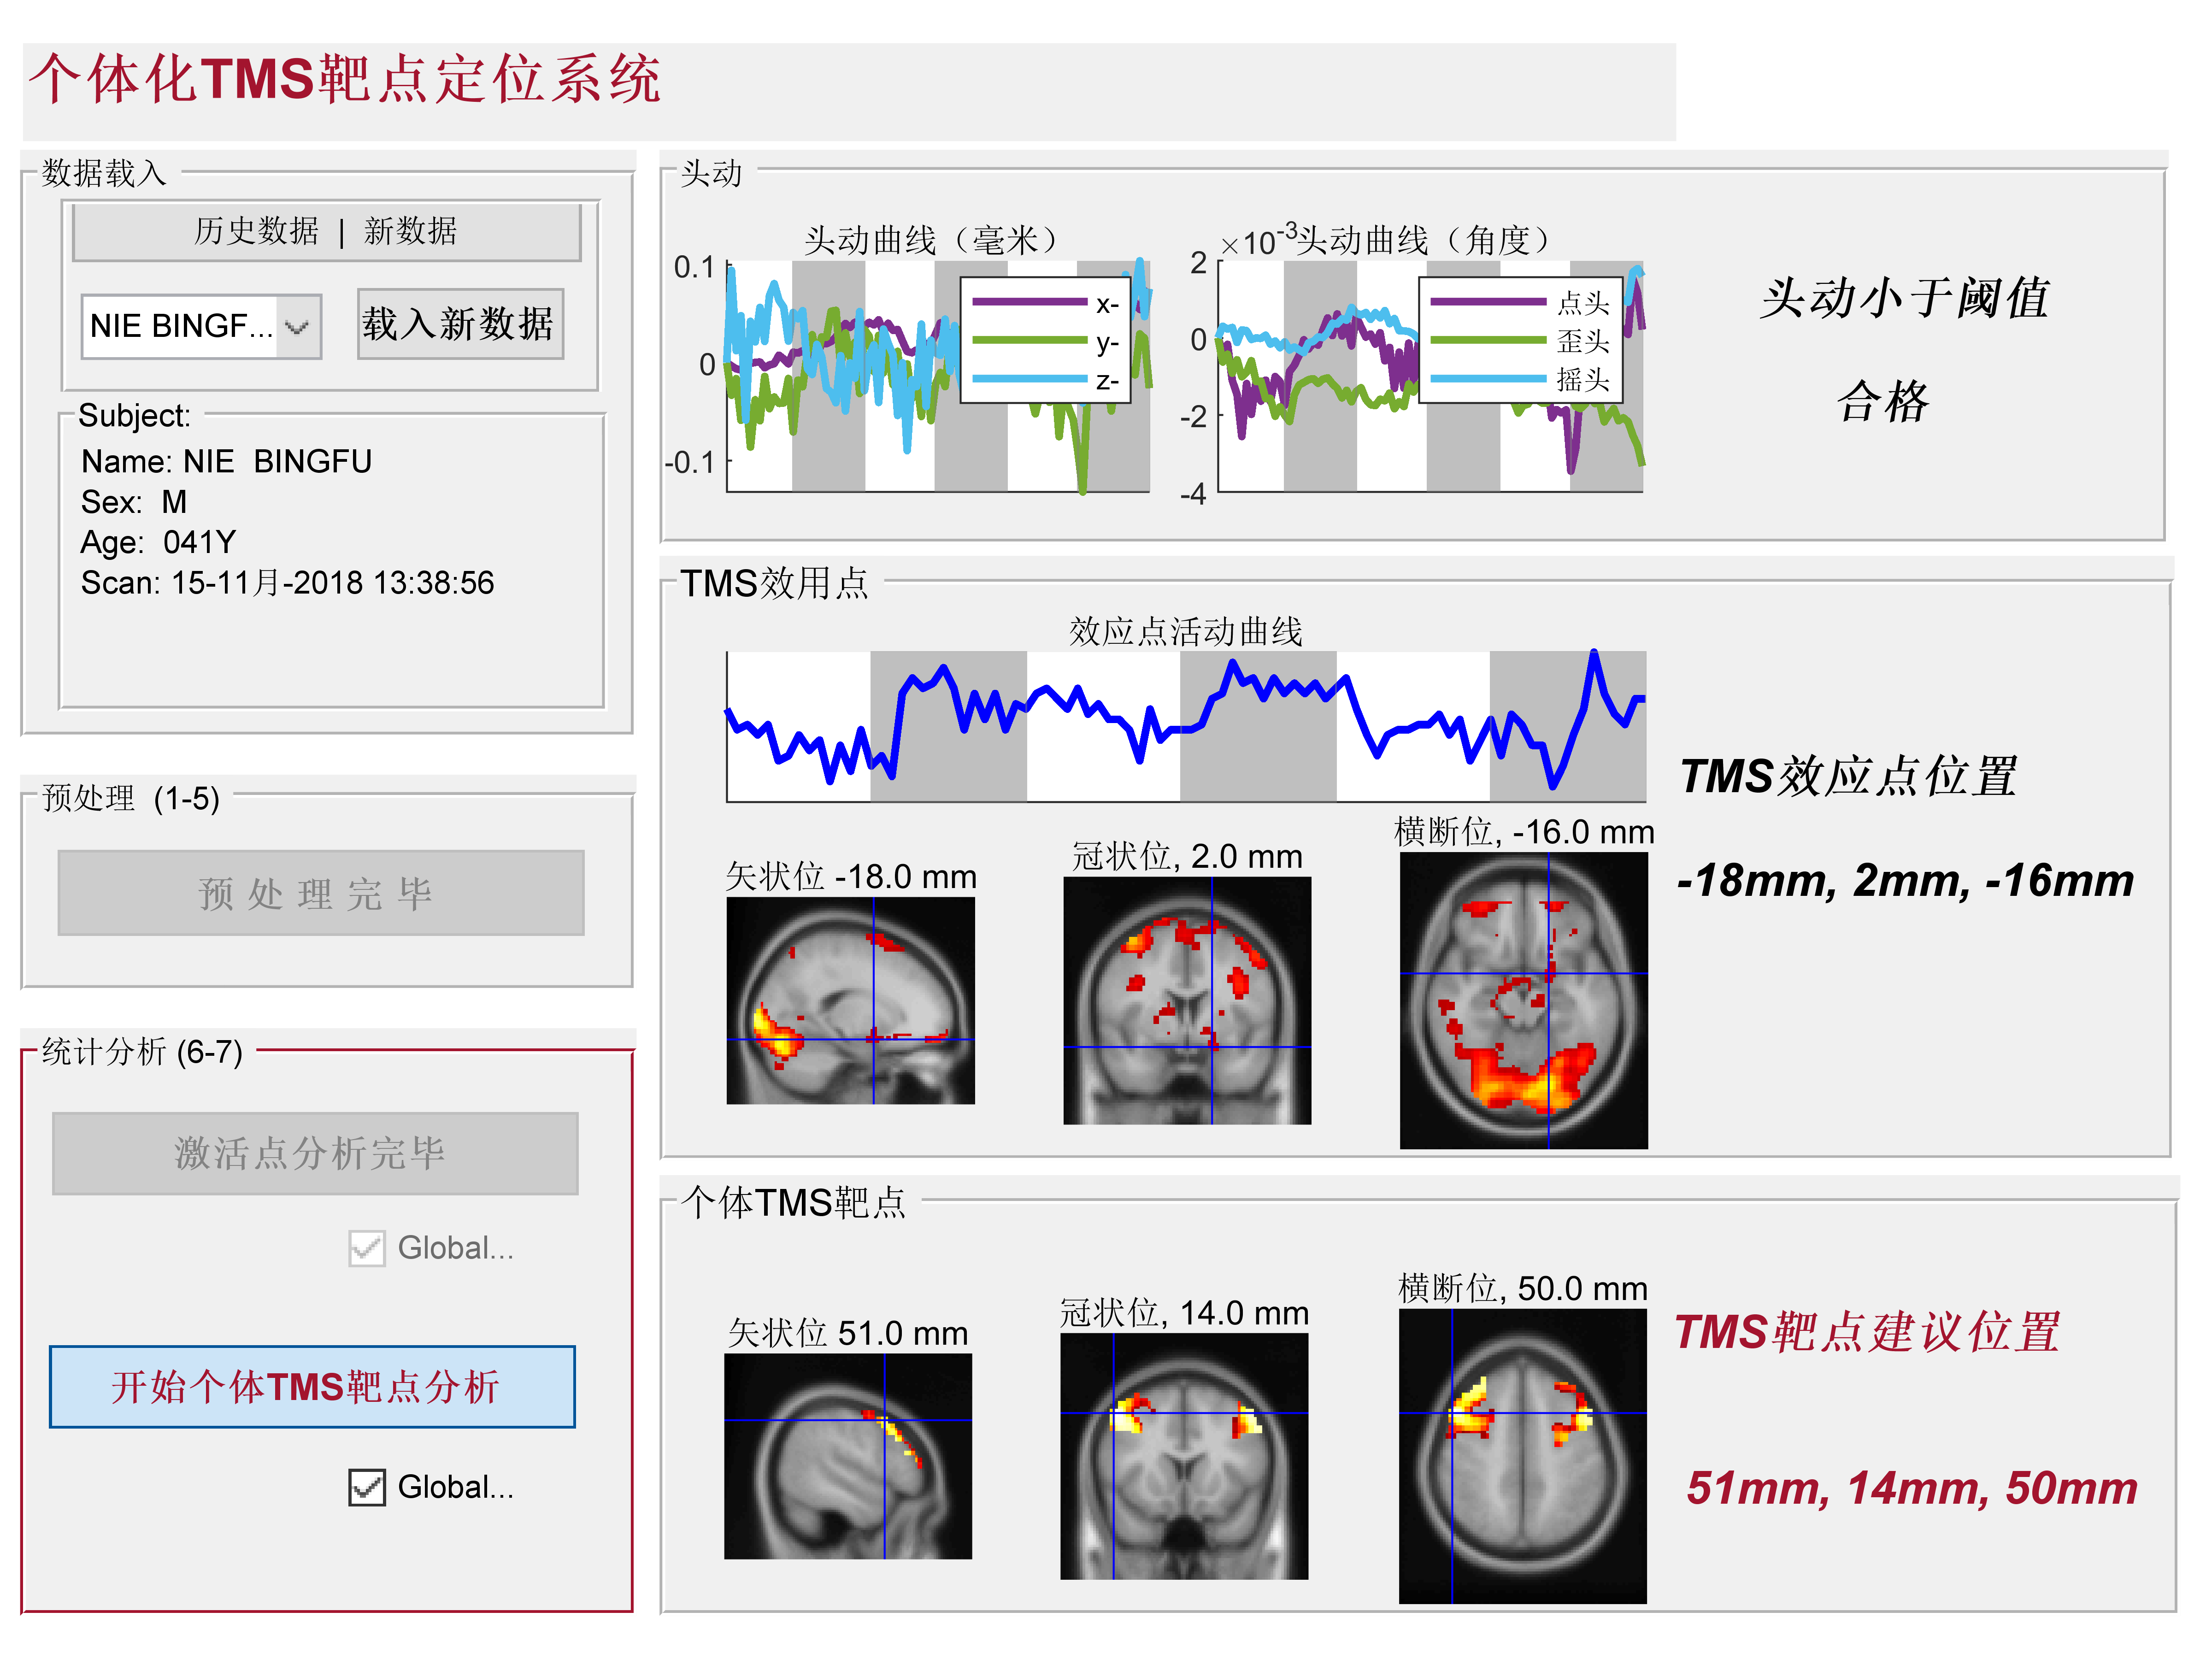 个体化TMS靶点定位系统
数据载入
历史数据 | 新数据
NIE BINGF...
载入新数据
Subject:
Name: NIE  BINGFU
Sex:  M
Age:  041Y
Scan: 15-11月-2018 13:38:56
预处理  (1-5)
预 处 理 完 毕
统计分析 (6-7)
激活点分析完毕
Global...
开始个体TMS靶点分析
Global...
头动
头动曲线（毫米）
0.1
0
-0.1
x-
y-
z-
×10-3头动曲线（角度）
2
0
-2
-4
点头
歪头
摇头
头动小于阈值
合格
TMS效用点
效应点活动曲线
矢状位 -18.0 mm
冠状位, 2.0 mm
横断位, -16.0 mm
TMS效应点位置
-18mm, 2mm, -16mm
个体TMS靶点
矢状位 51.0 mm
冠状位, 14.0 mm
横断位, 50.0 mm
TMS靶点建议位置
51mm, 14mm, 50mm